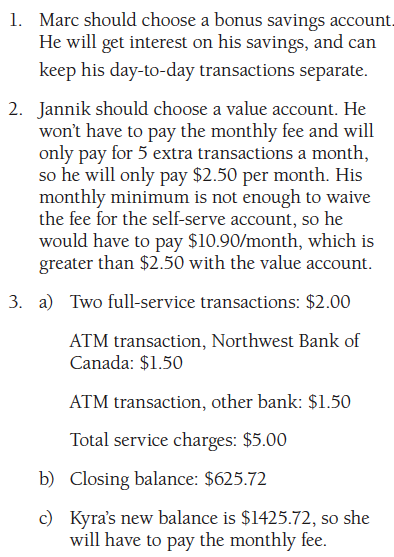 1. Marc should choose a bonus savings account.
He will get interest on his savings, and can
keep his day-to-day transactions separate.
2. Jannik should choose a value account. He
won’t have to pay the monthly fee and will
only pay for 5 extra transactions a month,
so he will only pay $2.50 per month. His
monthly minimum is not enough to waive
the fee for the self-serve account, so he
would have to pay $10.90/month, which is
greater than $2.50 with the value account.
3. a) Two full-service transactions: $2.00
ATM transaction, Northwest Bank of
Canada: $1.50
ATM transaction, other bank: $1.50
Total service charges: $5.00
b) Closing balance: $625.72
c) Kyra’s new balance is $1425.72, so she
will have to pay the monthly fee.